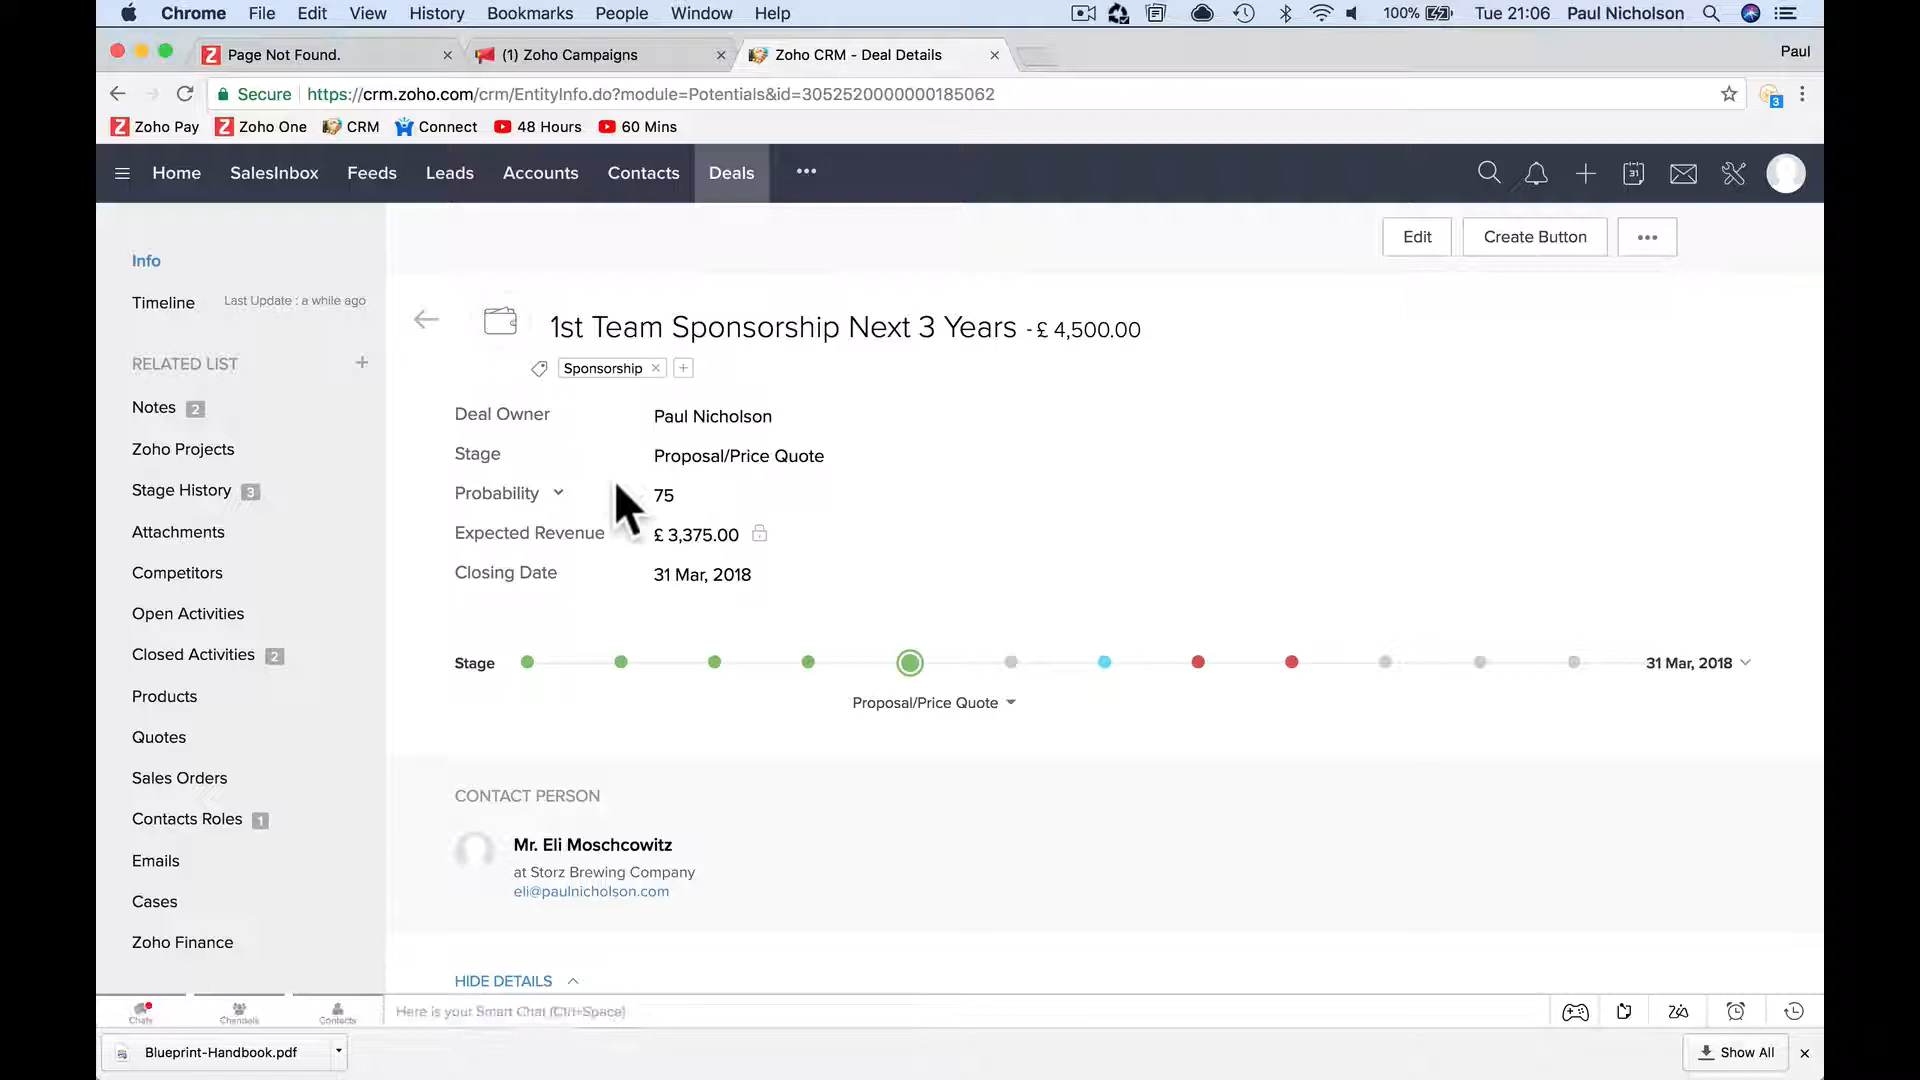 Chrome File Edit View History Bookmarks People Window Help 100% Tue 21:06 Paul Nicholson
Page Not Found. (1) Zoho Campaigns Zoho CRM - Deal Details Paul
Secure https://crm.zoho.com/crm/EntityInfo.do?module=Potentials&id=3052520000000185062 3
Zoho Pay Zoho One CRM Connect 48 Hours 60 Mins
Home SalesInbox Feeds Leads Accounts Contacts Deals ••• 31
Edit Create Button •••
Info
Timeline Last Update : a while ago
RELATED LIST +
Notes 2
Zoho Projects
Stage History 3
Attachments
Competitors
Open Activities
Closed Activities 2
Products
Quotes
Sales Orders
Contacts Roles 1
Emails
Cases
Zoho Finance
1st Team Sponsorship Next 3 Years - £ 4,500.00
Sponsorship × +
Deal Owner Paul Nicholson
Stage Proposal/Price Quote
Probability 75
Expected Revenue £ 3,375.00
Closing Date 31 Mar, 2018
Stage 31 Mar, 2018
Proposal/Price Quote
CONTACT PERSON
Mr. Eli Moschcowitz
at Storz Brewing Company
eli@paulnicholson.com
HIDE DETAILS
Chats Channels Contacts Here is your Smart Chat (Ctrl+Space)
Blueprint-Handbook.pdf Show All